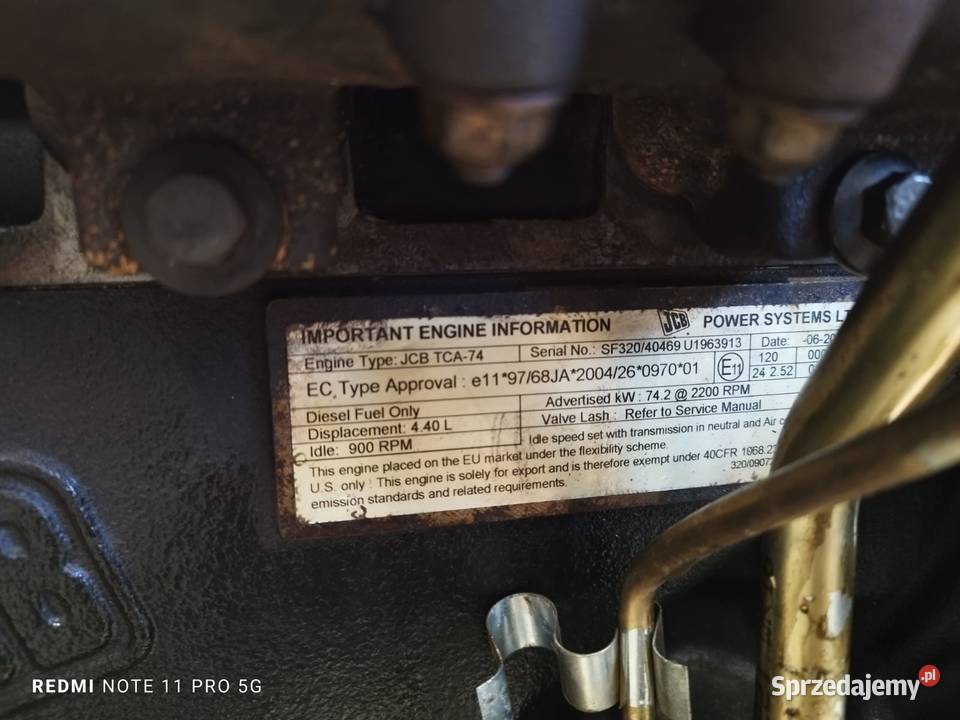 IMPORTANT ENGINE INFORMATION JCB POWER SYSTEMS
Engine Type: JCB TCA-74 Serial No.: SF320/40469 U1963913 Date: -06-20
EC Type Approval : e11*97/68JA*2004/26*0970*01 E11 120
24 2.52
Diesel Fuel Only Advertised kW : 74.2 @ 2200 RPM
Displacement: 4.40 L Valve Lash : Refer to Service Manual
Idle: 900 RPM Idle speed set with transmission in neutral and Air
This engine placed on the EU market under the flexibility scheme.
U.S. only : This engine is solely for export and is therefore exempt under 40CFR 1968.2
emission standards and related requirements. 320/0907
B
REDMI NOTE 11 PRO 5G
Sprzedajemy.pl